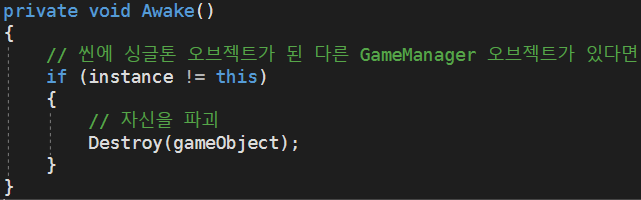 private void Awake()
{
// 씬에 싱글톤 오브젝트가 된 다른 GameManager 오브젝트가 있다면
if (instance != this)
{
// 자신을 파괴
Destroy(gameObject);
}
}